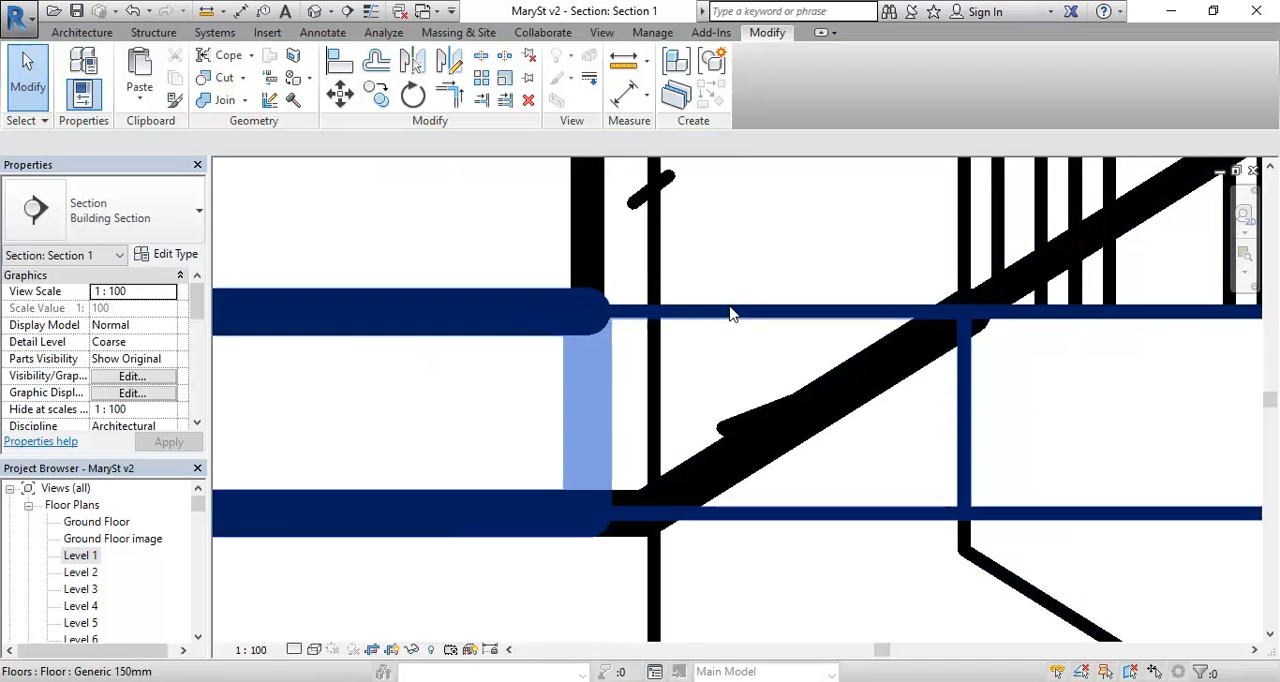 MarySt v2 - Section: Section 1
Type a keyword or phrase
Sign In
Architecture Structure Systems Insert Annotate Analyze Massing & Site Collaborate View Manage Add-Ins Modify
Modify
Paste
Cope
Cut
Join
Select Properties Clipboard Geometry Modify View Measure Create
Properties
Section
Building Section
Section: Section 1
Edit Type
Graphics
View Scale 1 : 100
Scale Value 1: 100
Display Model Normal
Detail Level Coarse
Parts Visibility Show Original
Visibility/Grap... Edit...
Graphic Displ... Edit...
Hide at scales ... 1 : 100
Discipline Architectural
Properties help
Apply
Project Browser - MarySt v2
Views (all)
Floor Plans
Ground Floor
Ground Floor image
Level 1
Level 2
Level 3
Level 4
Level 5
Level 6
2D
1 : 100
Floors : Floor : Generic 150mm
:0
Main Model
:0